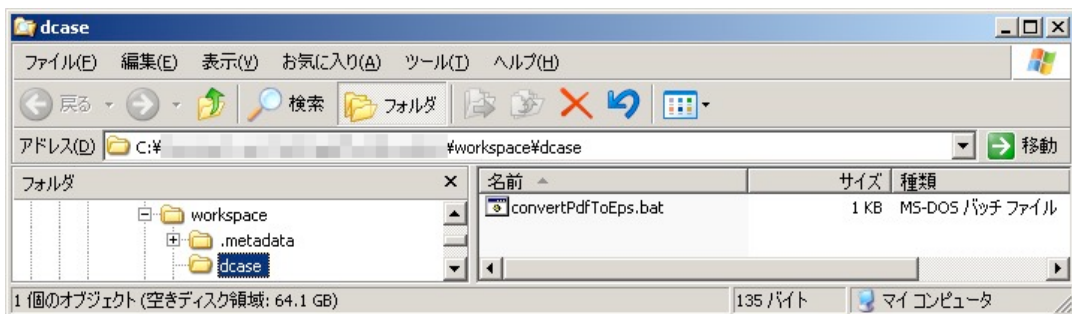 dcase
ファイル(F) 編集(E) 表示(V) お気に入り(A) ツール(T) ヘルプ(H)
戻る 検索 フォルダ
アドレス(D) C:¥ ¥workspace¥dcase 移動
フォルダ × 名前 サイズ 種類
workspace convertPdfToEps.bat 1 KB MS-DOS バッチ ファイル
.metadata
dcase
1 個のオブジェクト (空きディスク領域: 64.1 GB) 135 バイト マイ コンピュータ